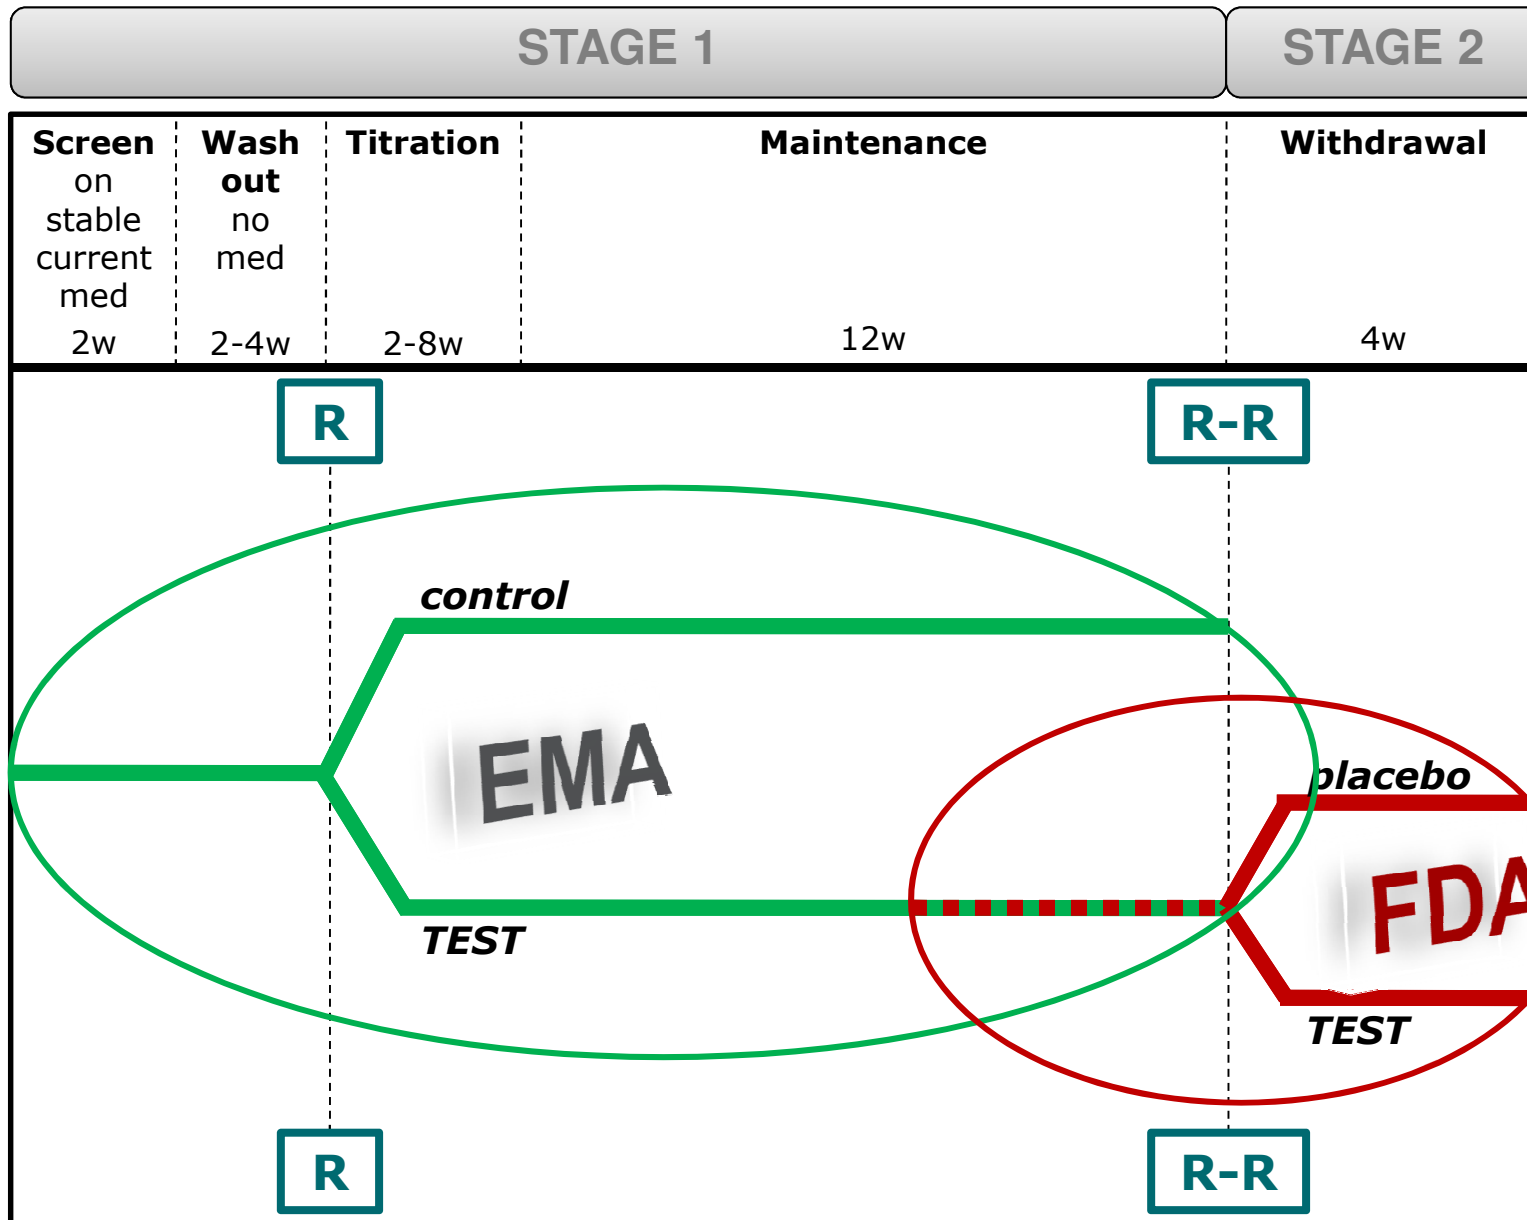 STAGE 1
STAGE 2
Screen
on
stable
current
med
2w
Wash
out
no
med
2-4w
Titration
2-8w
Maintenance
12w
Withdrawal
4w
R
R-R
control
EMA
TEST
placebo
FDA
TEST
R
R-R